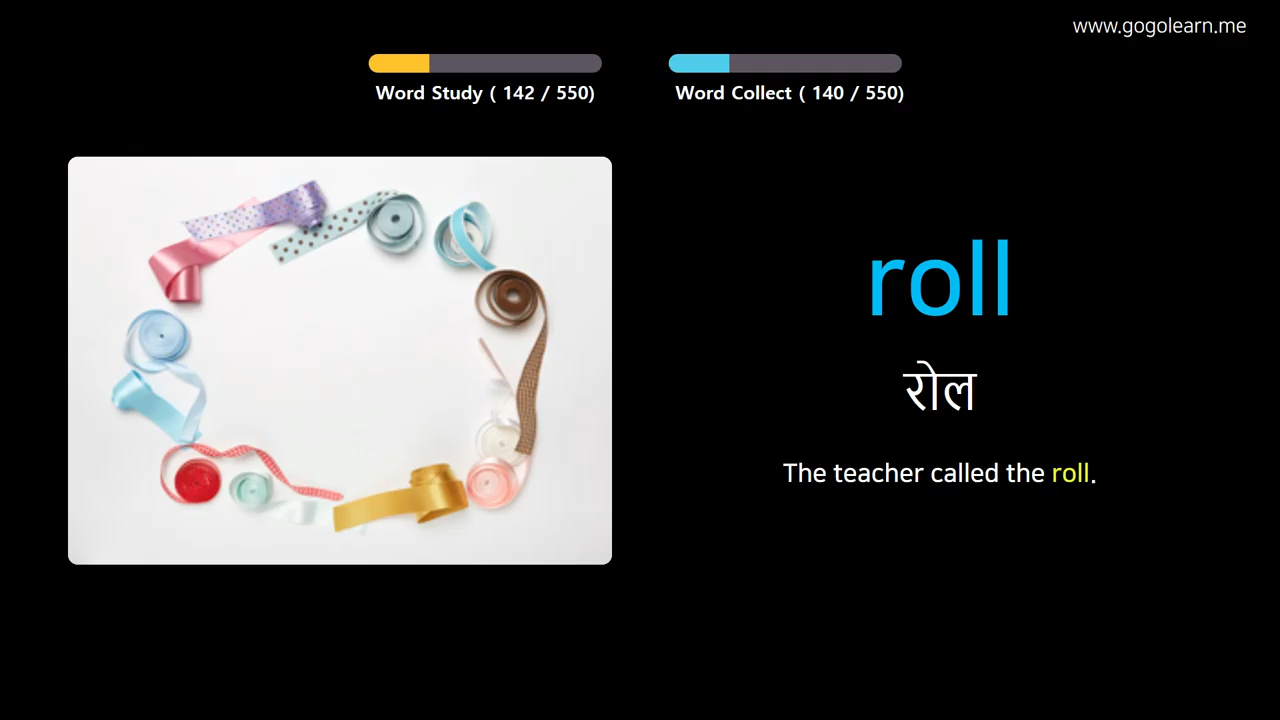 www.gogolearn.me
Word Study ( 142 / 550)
Word Collect ( 140 / 550)
roll
रोल
The teacher called the roll.